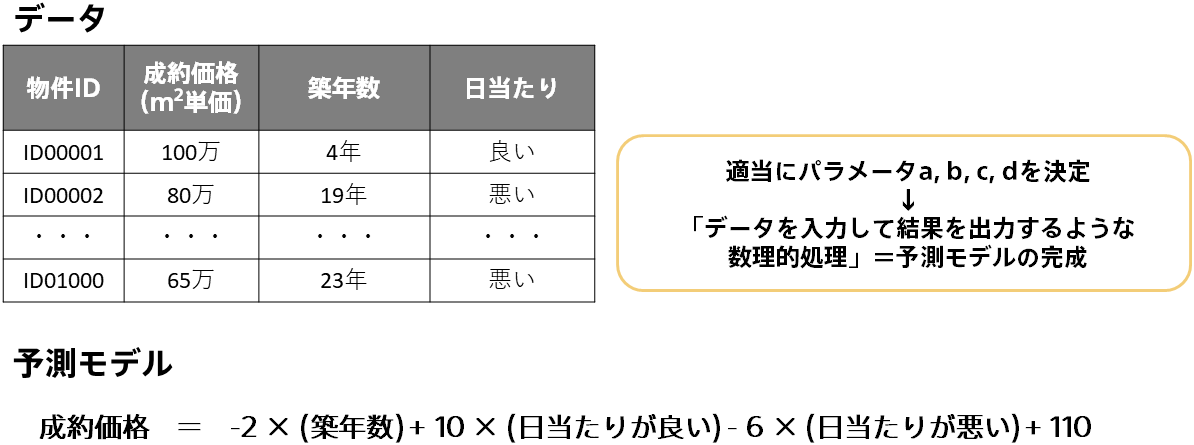 データ
物件ID 成約価格 (m²単価) 築年数 日当たり
ID00001 100万 4年 良い
ID00002 80万 19年 悪い
・・・ ・・・ ・・・ ・・・
ID01000 65万 23年 悪い
適当にパラメータa, b, c, dを決定
↓
「データを入力して結果を出力するような
数理的処理」＝予測モデルの完成
予測モデル
成約価格 ＝ -2 × (築年数) + 10 × (日当たりが良い) - 6 × (日当たりが悪い) + 110